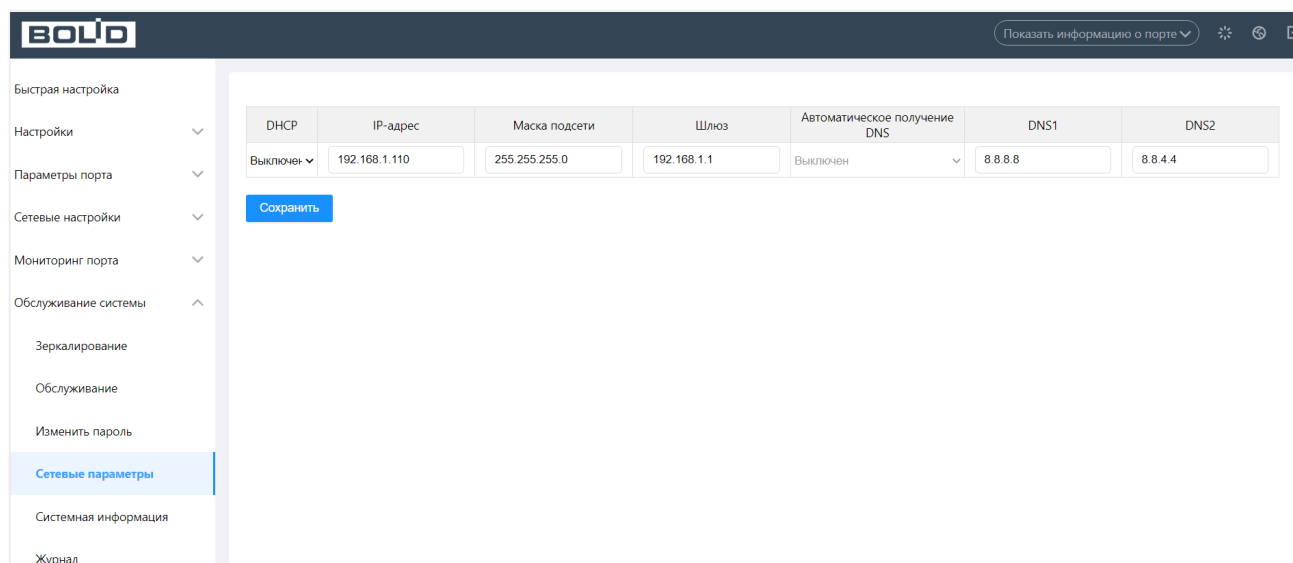 BOLID
Показать информацию о порте
Быстрая настройка
Настройки
Параметры порта
Сетевые настройки
Мониторинг порта
Обслуживание системы
Зеркалирование
Обслуживание
Изменить пароль
Сетевые параметры
Системная информация
Журнал
DHCP IP-адрес Маска подсети Шлюз Автоматическое получение DNS DNS1 DNS2
Выключен 192.168.1.110 255.255.255.0 192.168.1.1 Выключен 8.8.8.8 8.8.4.4
Сохранить